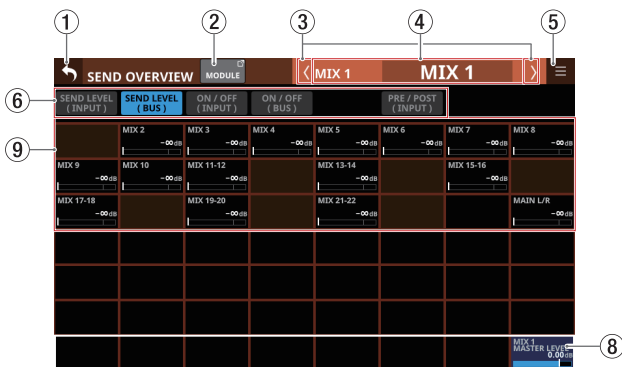 1
2
3
4
5
SEND OVERVIEW
MODULE
MIX 1
MIX 1
6
SEND LEVEL
( INPUT )
SEND LEVEL
( BUS )
ON / OFF
( INPUT )
ON / OFF
( BUS )
PRE / POST
( INPUT )
9
MIX 2
-∞dB
MIX 3
-∞dB
MIX 4
-∞dB
MIX 5
-∞dB
MIX 6
-∞dB
MIX 7
-∞dB
MIX 8
-∞dB
MIX 9
-∞dB
MIX 10
-∞dB
MIX 11-12
-∞dB
MIX 13-14
-∞dB
MIX 15-16
-∞dB
MIX 17-18
-∞dB
MIX 19-20
-∞dB
MIX 21-22
-∞dB
MAIN L/R
-∞dB
MIX 1
MASTER LEVEL
0.00dB
8